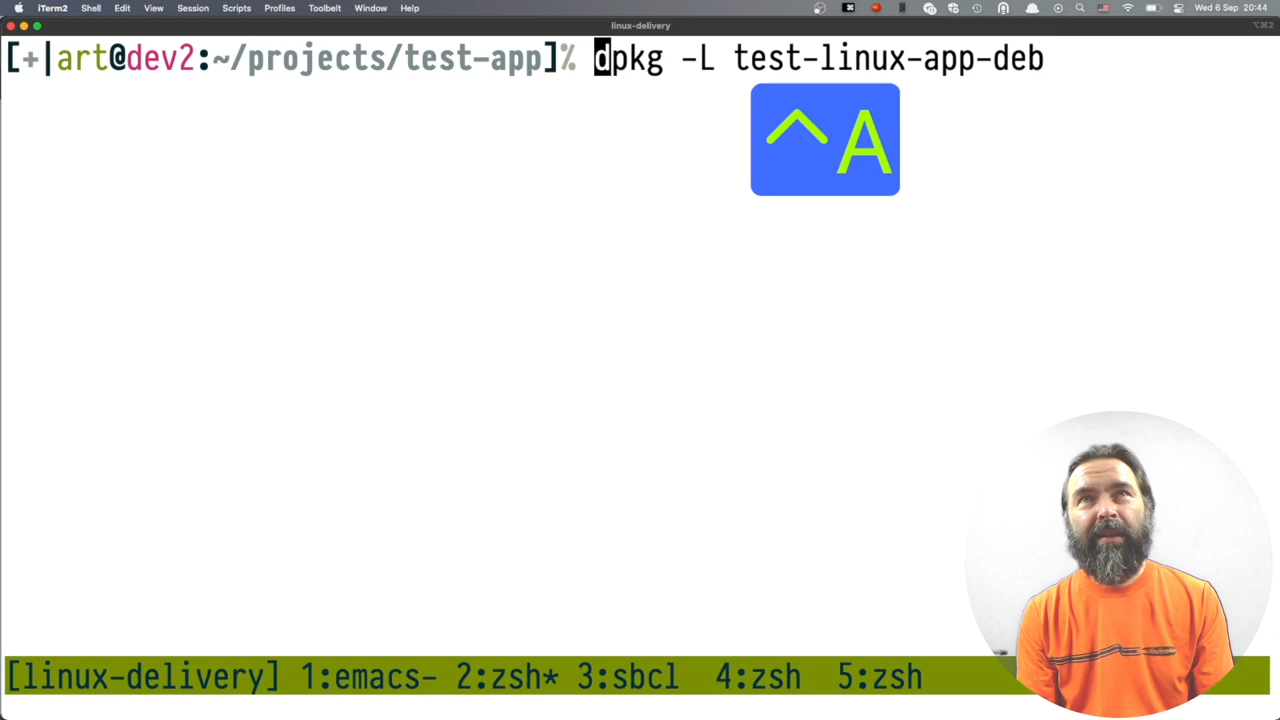 iTerm2 Shell Edit View Session Scripts Profiles Toolbelt Window Help Wed 6 Sep 20:44
linux-delivery ⌥⌘2
[+|art@dev2:~/projects/test-app]% dpkg -L test-linux-app-deb
^A
[linux-delivery] 1:emacs- 2:zsh* 3:sbcl 4:zsh 5:zsh